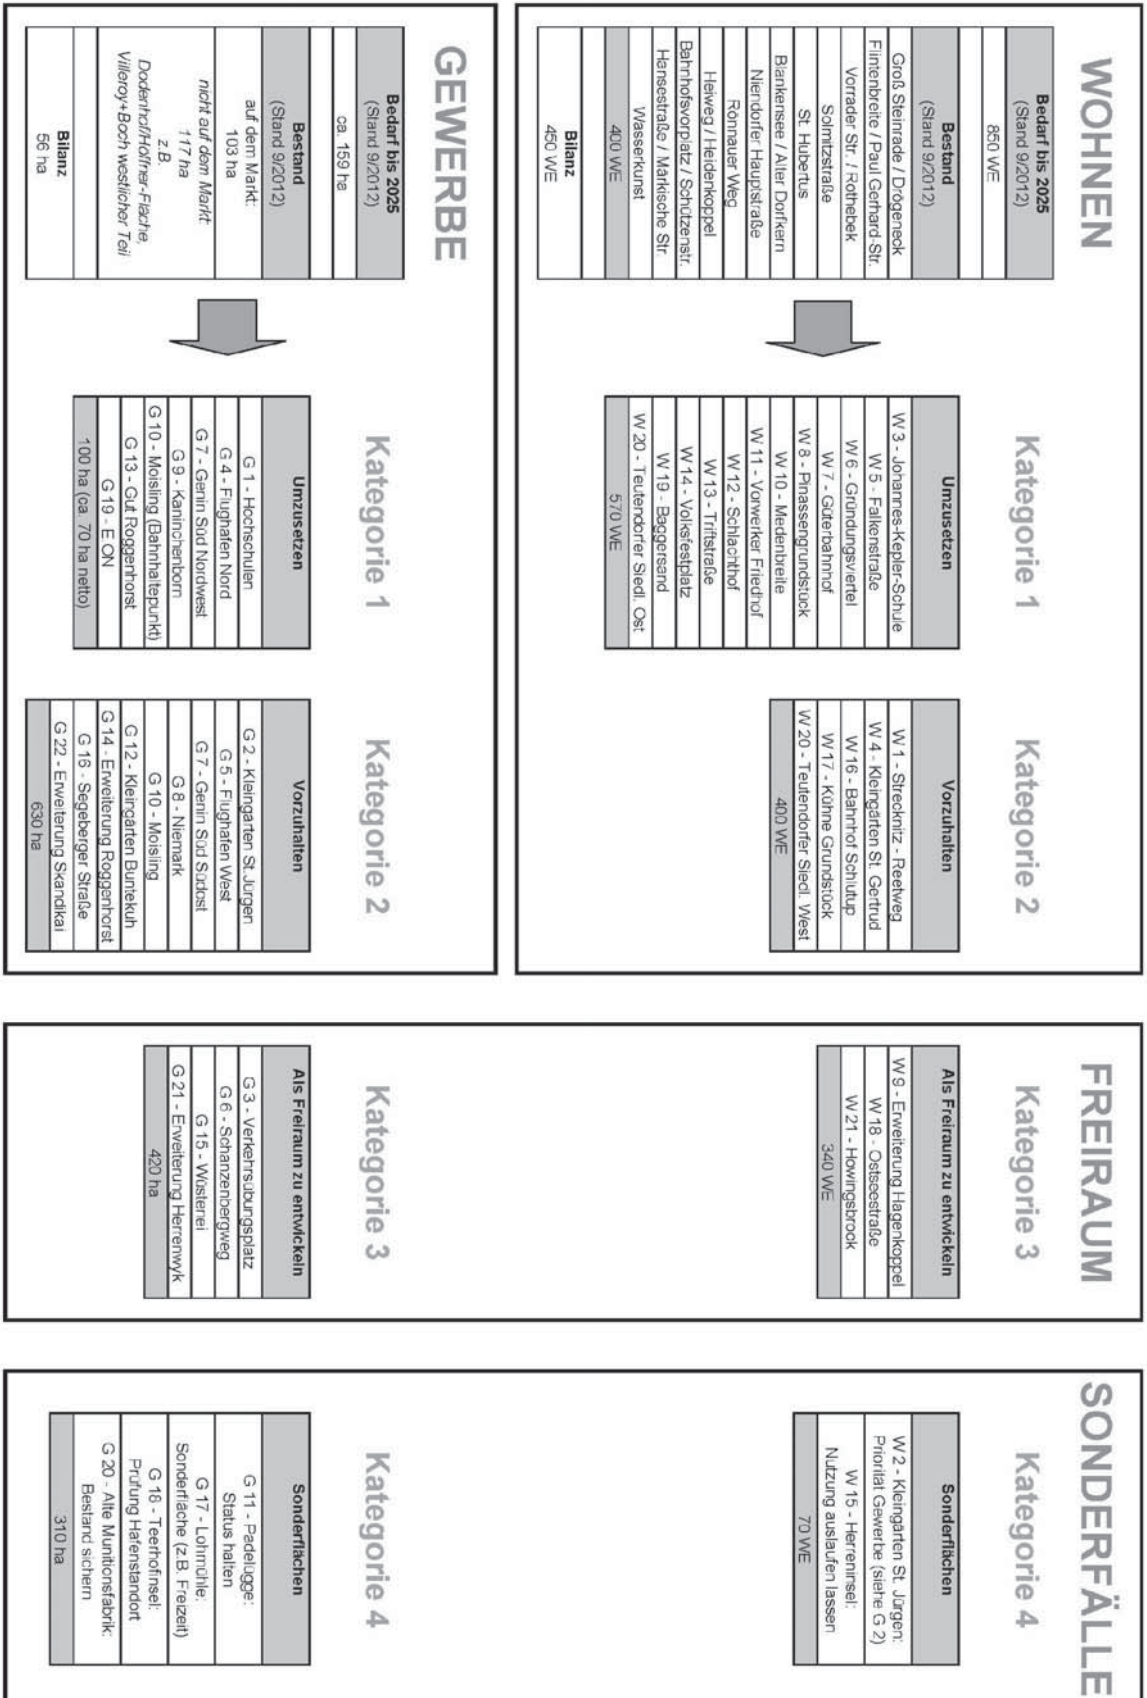 WOHNEN
Bedarf bis 2025
(Stand 9/2012)
850 WE
Bestand
(Stand 9/2012)
Groß Steinrade / Drögeneck
Flintenbreite / Paul Gerhard-Str.
Vorrader Str. / Rothebek
Solmitzstraße
St. Hubertus
Blankensee / Alter Dorfkern
Niendorfer Hauptstraße
Rönnauer Weg
Heiweg / Heidenkoppel
Bahnhofsvorplatz / Schützenstr.
Hansestraße / Märkische Str.
Wasserkunst
400 WE
Bilanz
450 WE
Kategorie 1
Umzusetzen
W 3 - Johannes-Kepler-Schule
W 5 - Falkenstraße
W 6 - Gründungsviertel
W 7 - Güterbahnhof
W 8 - Pinassengrundstück
W 10 - Medenbreite
W 11 - Vorwerker Friedhof
W 12 - Schlachthof
W 13 - Triftstraße
W 14 - Volksfestplatz
W 19 - Baggersand
W 20 - Teutendorfer Siedl. Ost
570 WE
Kategorie 2
Vorzuhalten
W 1 - Strecknitz - Reetweg
W 4 - Kleingärten St. Gertrud
W 16 - Bahnhof Schlutup
W 17 - Kühne Grundstück
W 20 - Teutendorfer Siedl. West
400 WE
GEWERBE
Bedarf bis 2025
(Stand 9/2012)
ca. 159 ha
Bestand
(Stand 9/2012)
auf dem Markt:
103 ha
nicht auf dem Markt:
117 ha
z.B.
Dodenhof/Höffner-Fläche,
Villeroy+Boch westlicher Teil
Bilanz
56 ha
Kategorie 1
Umzusetzen
G 1 - Hochschulen
G 4 - Flughafen Nord
G 7 - Genin Süd Nordwest
G 9 - Kaninchenborn
G 10 - Moisling (Bahnhaltepunkt)
G 13 - Gut Roggenhorst
G 19 - E ON
100 ha (ca. 70 ha netto)
Kategorie 2
Vorzuhalten
G 2 - Kleingärten St. Jürgen
G 5 - Flughafen West
G 7 - Genin Süd Südost
G 8 - Niemark
G 10 - Moisling
G 12 - Kleingärten Buntekuh
G 14 - Erweiterung Roggenhorst
G 16 - Segeberger Straße
G 22 - Erweiterung Skandikai
630 ha
FREIRAUM
Kategorie 3
Als Freiraum zu entwickeln
W 9 - Erweiterung Hagenkoppel
W 18 - Ostseestraße
W 21 - Howingsbrook
340 WE
Kategorie 3
Als Freiraum zu entwickeln
G 3 - Verkehrsübungsplatz
G 6 - Schanzenbergweg
G 15 - Wüstenei
G 21 - Erweiterung Herrenwyk
420 ha
SONDERFÄLLE
Kategorie 4
Sonderflächen
W 2 - Kleingärten St. Jürgen:
Priorität Gewerbe (siehe G 2)
W 15 - Herreninsel:
Nutzung auslaufen lassen
70 WE
Kategorie 4
Sonderflächen
G 11 - Padelügge:
Status halten
G 17 - Lohmühle:
Sonderfläche (z.B. Freizeit)
G 18 - Teerhofinsel:
Prüfung Hafenstandort
G 20 - Alte Munitionsfabrik:
Bestand sichern
310 ha